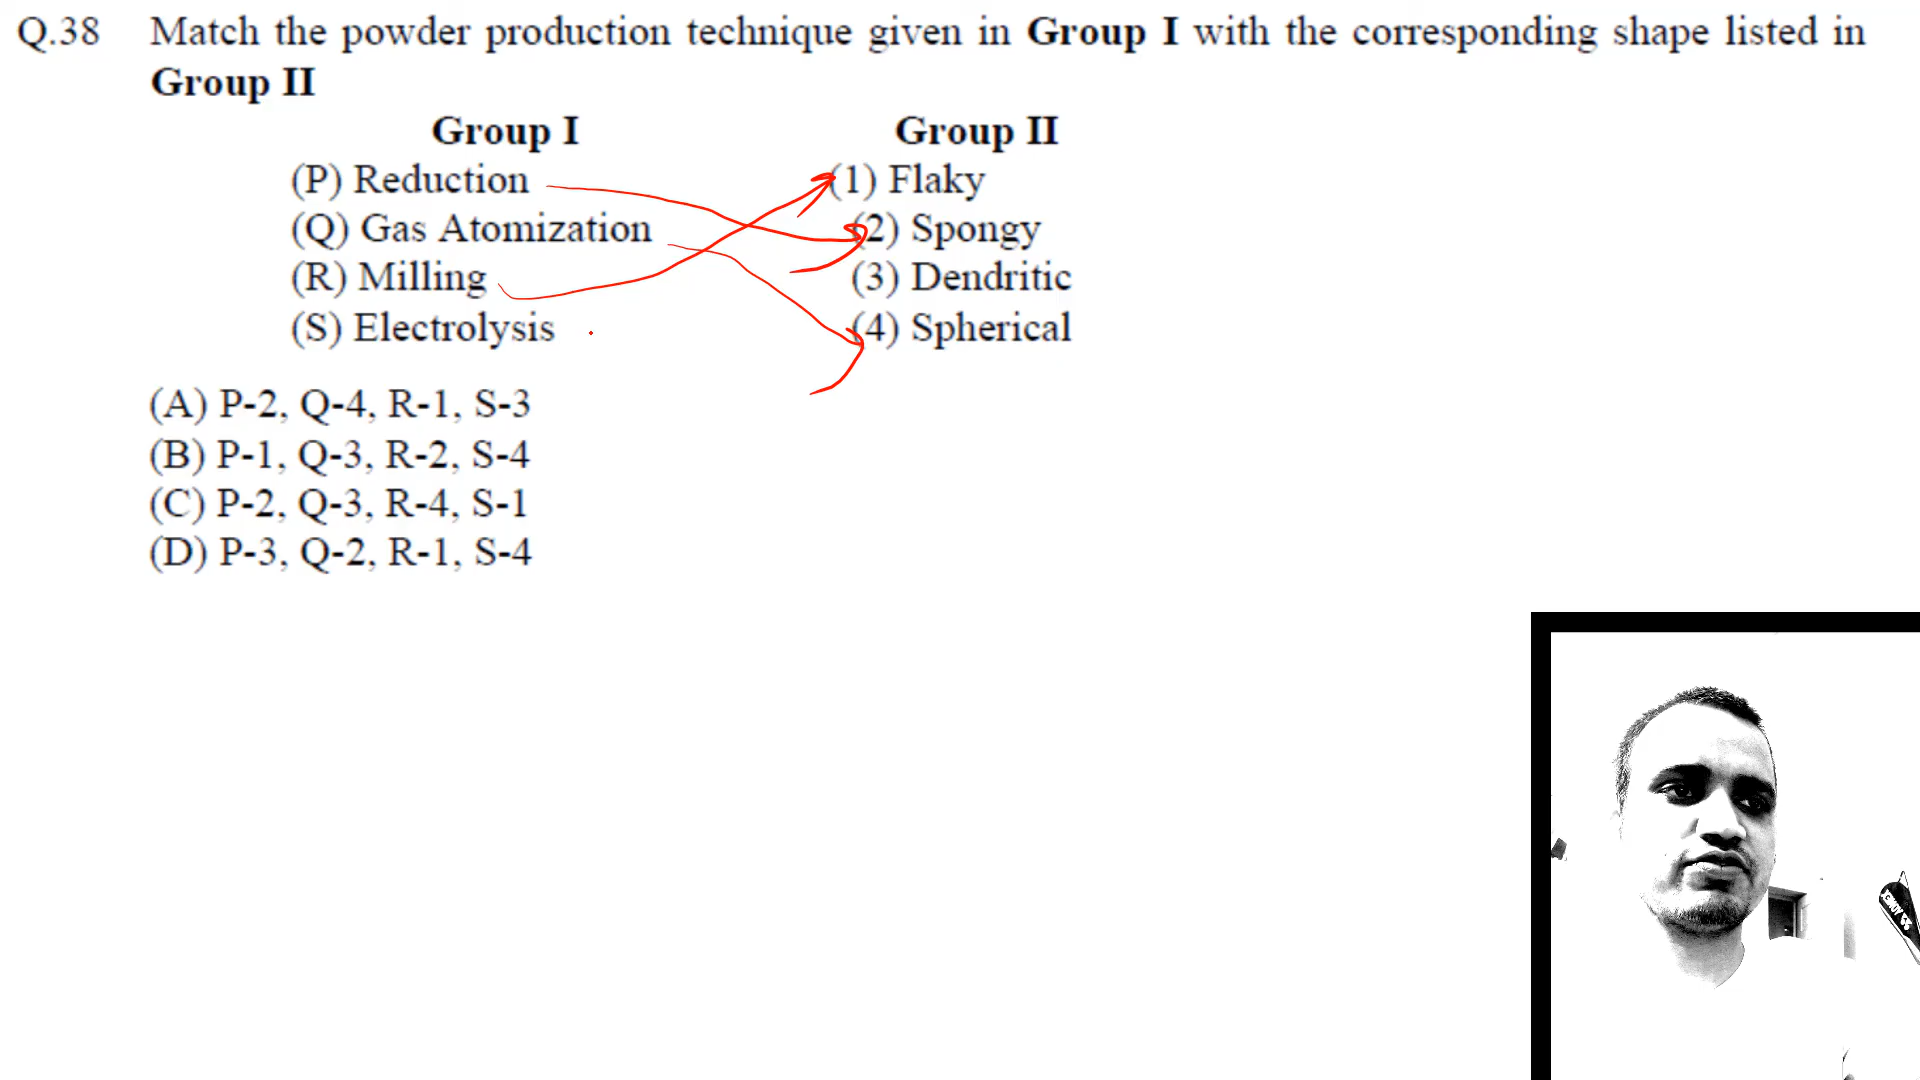 Q.38 Match the powder production technique given in Group I with the corresponding shape listed in
Group II
Group I Group II
(P) Reduction (1) Flaky
(Q) Gas Atomization (2) Spongy
(R) Milling (3) Dendritic
(S) Electrolysis (4) Spherical
(A) P-2, Q-4, R-1, S-3
(B) P-1, Q-3, R-2, S-4
(C) P-2, Q-3, R-4, S-1
(D) P-3, Q-2, R-1, S-4